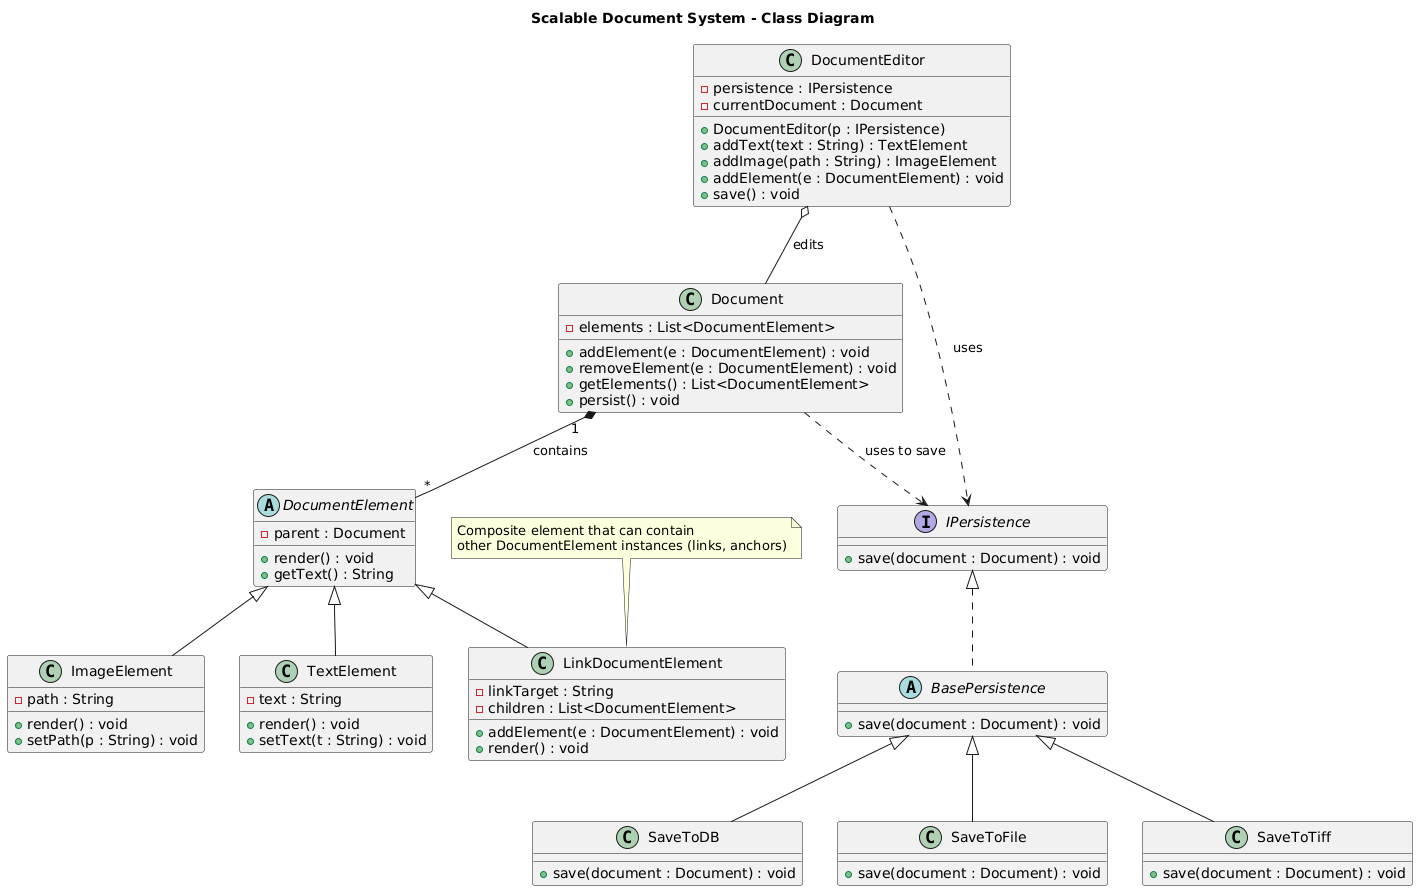 Scalable Document System - Class Diagram
C DocumentEditor
persistence : IPersistence
currentDocument : Document
DocumentEditor(p : IPersistence)
addText(text : String) : TextElement
addImage(path : String) : ImageElement
addElement(e : DocumentElement) : void
save() : void
edits
C Document
elements : List<DocumentElement>
addElement(e : DocumentElement) : void
removeElement(e : DocumentElement) : void
getElements() : List<DocumentElement>
persist() : void
uses
1
contains
*
uses to save
A DocumentElement
parent : Document
render() : void
getText() : String
Composite element that can contain
other DocumentElement instances (links, anchors)
I IPersistence
save(document : Document) : void
C ImageElement
path : String
render() : void
setPath(p : String) : void
C TextElement
text : String
render() : void
setText(t : String) : void
C LinkDocumentElement
linkTarget : String
children : List<DocumentElement>
addElement(e : DocumentElement) : void
render() : void
A BasePersistence
save(document : Document) : void
C SaveToDB
save(document : Document) : void
C SaveToFile
save(document : Document) : void
C SaveToTiff
save(document : Document) : void